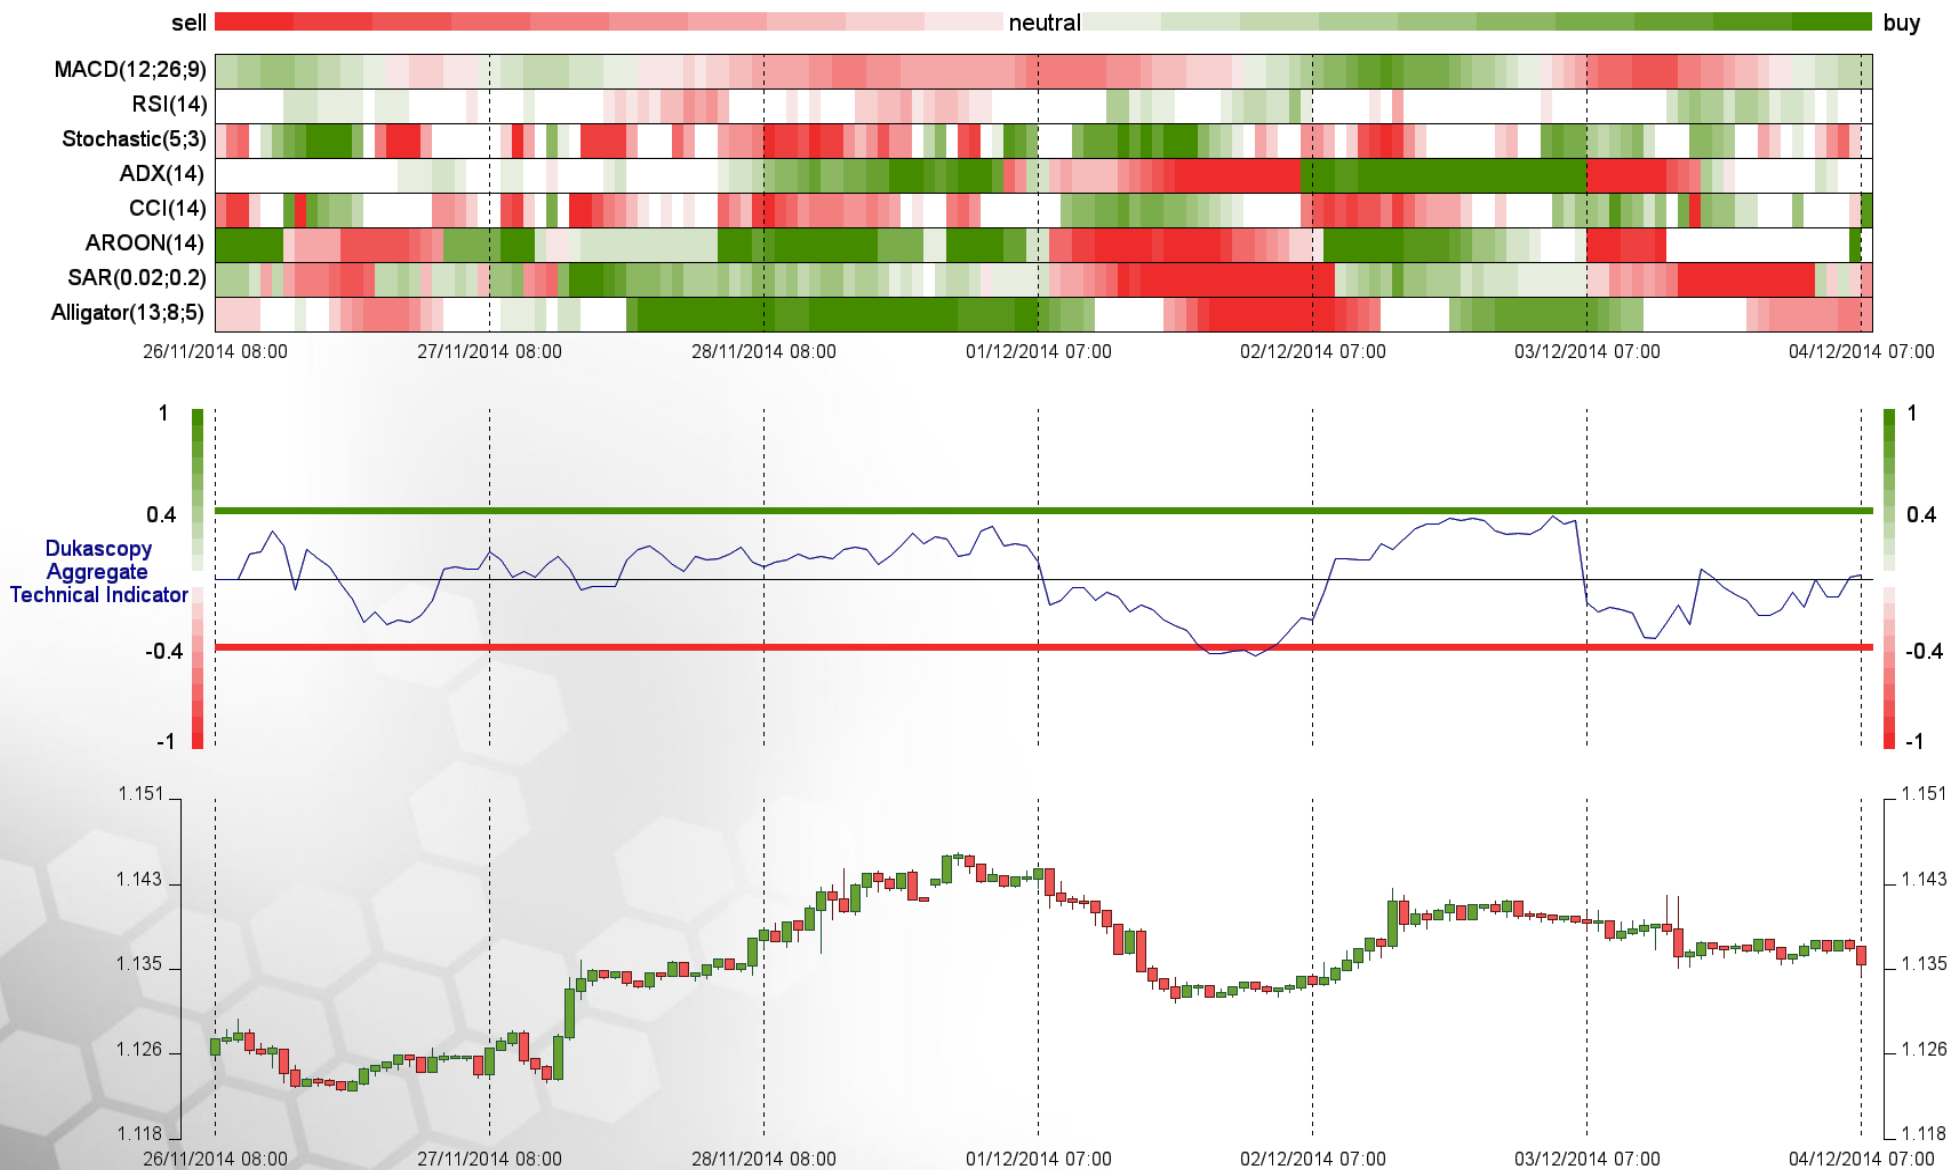 sell neutral buy
MACD(12;26;9)
RSI(14)
Stochastic(5;3)
ADX(14)
CCI(14)
AROON(14)
SAR(0.02;0.2)
Alligator(13;8;5)
26/11/2014 08:00 27/11/2014 08:00 28/11/2014 08:00 01/12/2014 07:00 02/12/2014 07:00 03/12/2014 07:00 04/12/2014 07:00
1 1
0.4 0.4
Dukascopy
Aggregate
Technical Indicator
-0.4 -0.4
-1 -1
1.151 1.151
1.143 1.143
1.135 1.135
1.126 1.126
1.118 1.118
26/11/2014 08:00 27/11/2014 08:00 28/11/2014 08:00 01/12/2014 07:00 02/12/2014 07:00 03/12/2014 07:00 04/12/2014 07:00